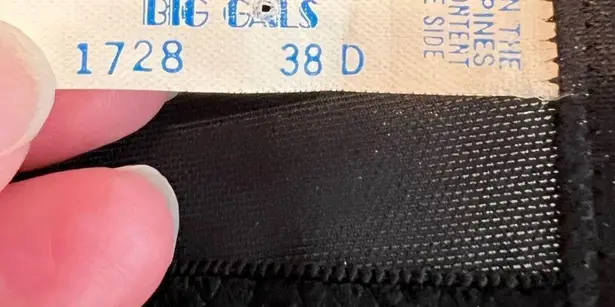 BIG GALS
1728 38 D
N THE
PINES
ONTENT
E SIDE